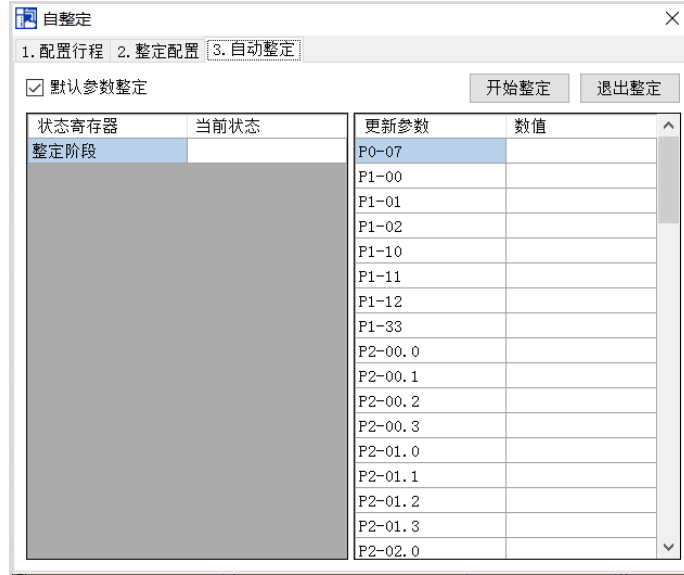 自整定
1.配置行程 2.整定配置 3.自动整定
默认参数整定 开始整定 退出整定
状态寄存器 当前状态 更新参数 数值
整定阶段 P0-07
P1-00
P1-01
P1-02
P1-10
P1-11
P1-12
P1-33
P2-00.0
P2-00.1
P2-00.2
P2-00.3
P2-01.0
P2-01.1
P2-01.2
P2-01.3
P2-02.0